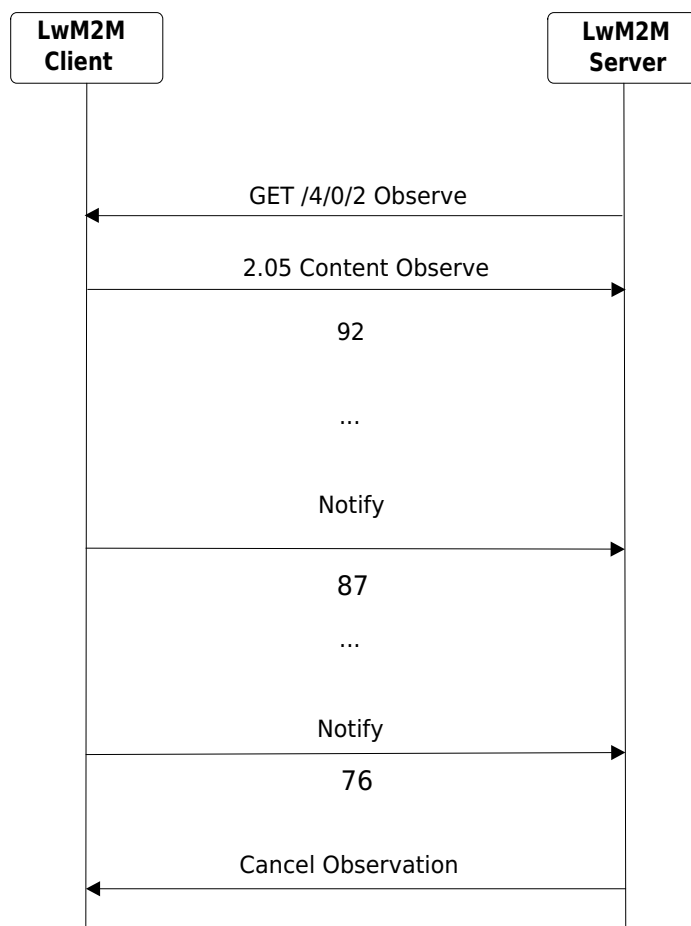 LwM2M
Client
LwM2M
Server
GET /4/0/2 Observe
2.05 Content Observe
92
...
Notify
87
...
Notify
76
Cancel Observation